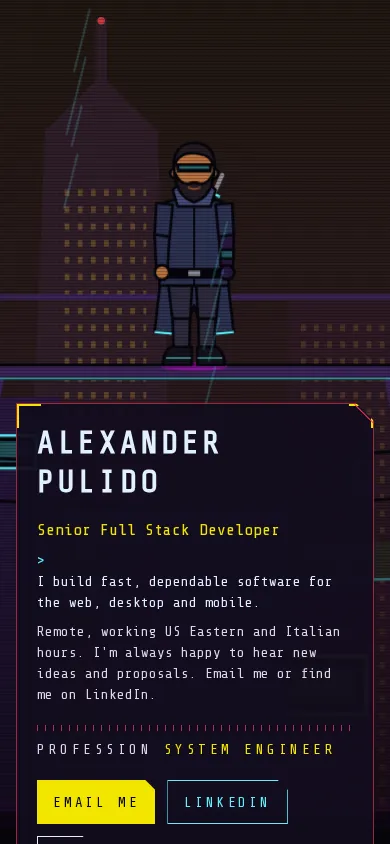 ALEXANDER
PULIDO
Senior Full Stack Developer
>
I build fast, dependable software for
the web, desktop and mobile.
Remote, working US Eastern and Italian
hours. I'm always happy to hear new
ideas and proposals. Email me or find
me on LinkedIn.
PROFESSION SYSTEM ENGINEER
EMAIL ME LINKEDIN